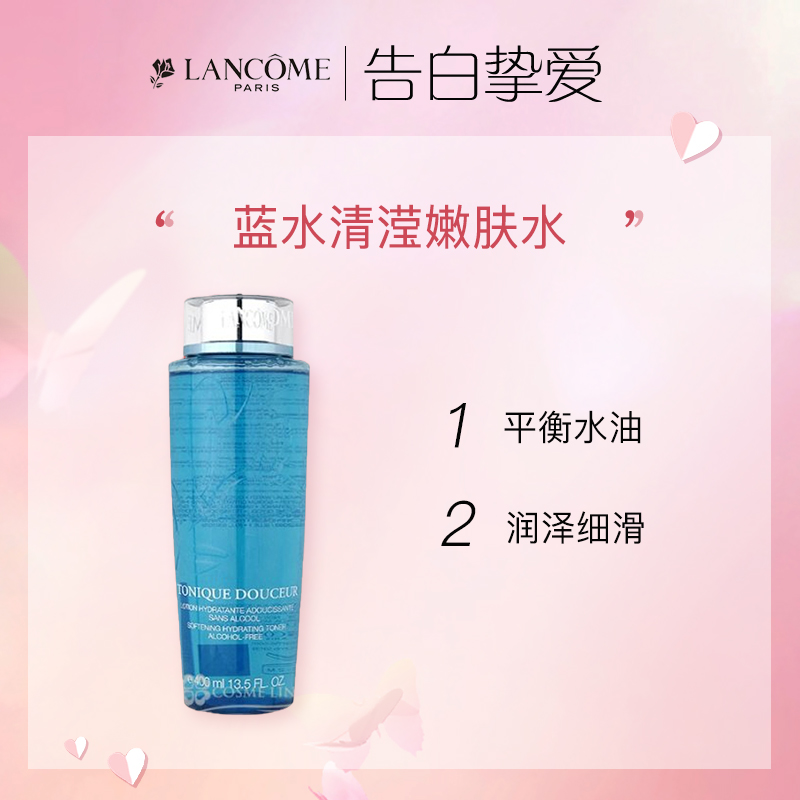 LANCÔME
PARIS
告白挚爱
“ 蓝水清滢嫩肤水 ”
1 平衡水油
2 润泽细滑
LANCÔME
TONIQUE DOUCEUR
LOTION HYDRATANTE ADOUCISSANTE
SANS ALCOOL
SOFTENING HYDRATING TONER
ALCOHOL-FREE
400 ml 13.5 FL. OZ
COSME LIN